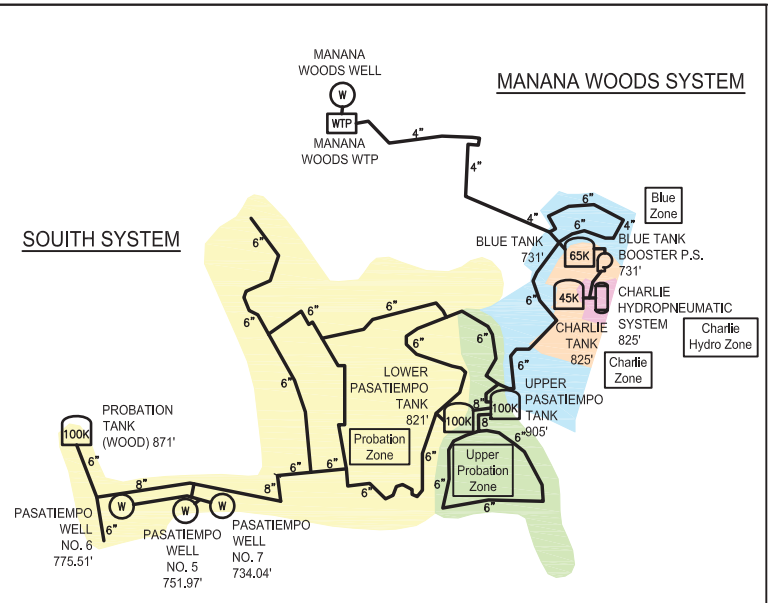 MANANA
WOODS WELL
W
WTP
MANANA
WOODS WTP
MANANA WOODS SYSTEM
4"
4"
4"
6"
4"
Blue
Zone
SOUITH SYSTEM
6"
BLUE TANK
731'
65K
BLUE TANK
BOOSTER P.S.
731'
6"
45K
CHARLIE
HYDROPNEUMATIC
SYSTEM
825'
Charlie
Hydro Zone
CHARLIE
TANK
825'
Charlie
Zone
6"
6"
6"
6"
6"
6"
6"
LOWER
PASATIEMPO
TANK
821'
UPPER
PASATIEMPO
TANK
905'
8"
8"
100K
100K
PROBATION
TANK
(WOOD) 871'
100K
Probation
Zone
Upper
Probation
Zone
6"
6"
6"
6"
6"
6"
6"
6"
6"
8"
8"
6"
W
W
W
PASATIEMPO
WELL
NO. 6
775.51'
PASATIEMPO
WELL
NO. 5
751.97'
PASATIEMPO
WELL
NO. 7
734.04'